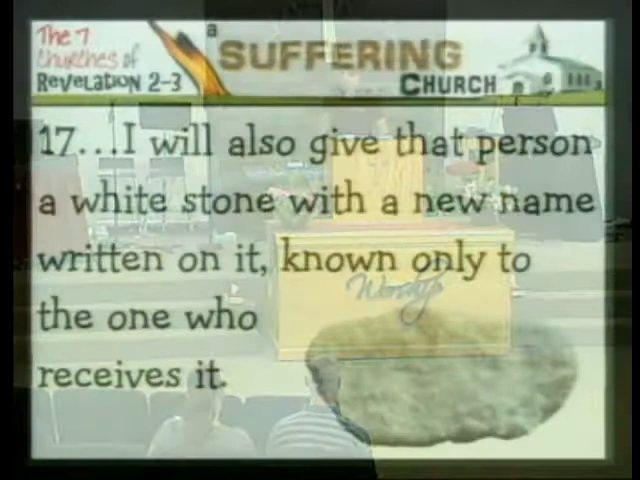 The 7
Churches of
Revelation 2-3
a
SUFFERING
CHURCH
17...I will also give that person
a white stone with a new name
written on it, known only to
the one who
receives it.
Worship